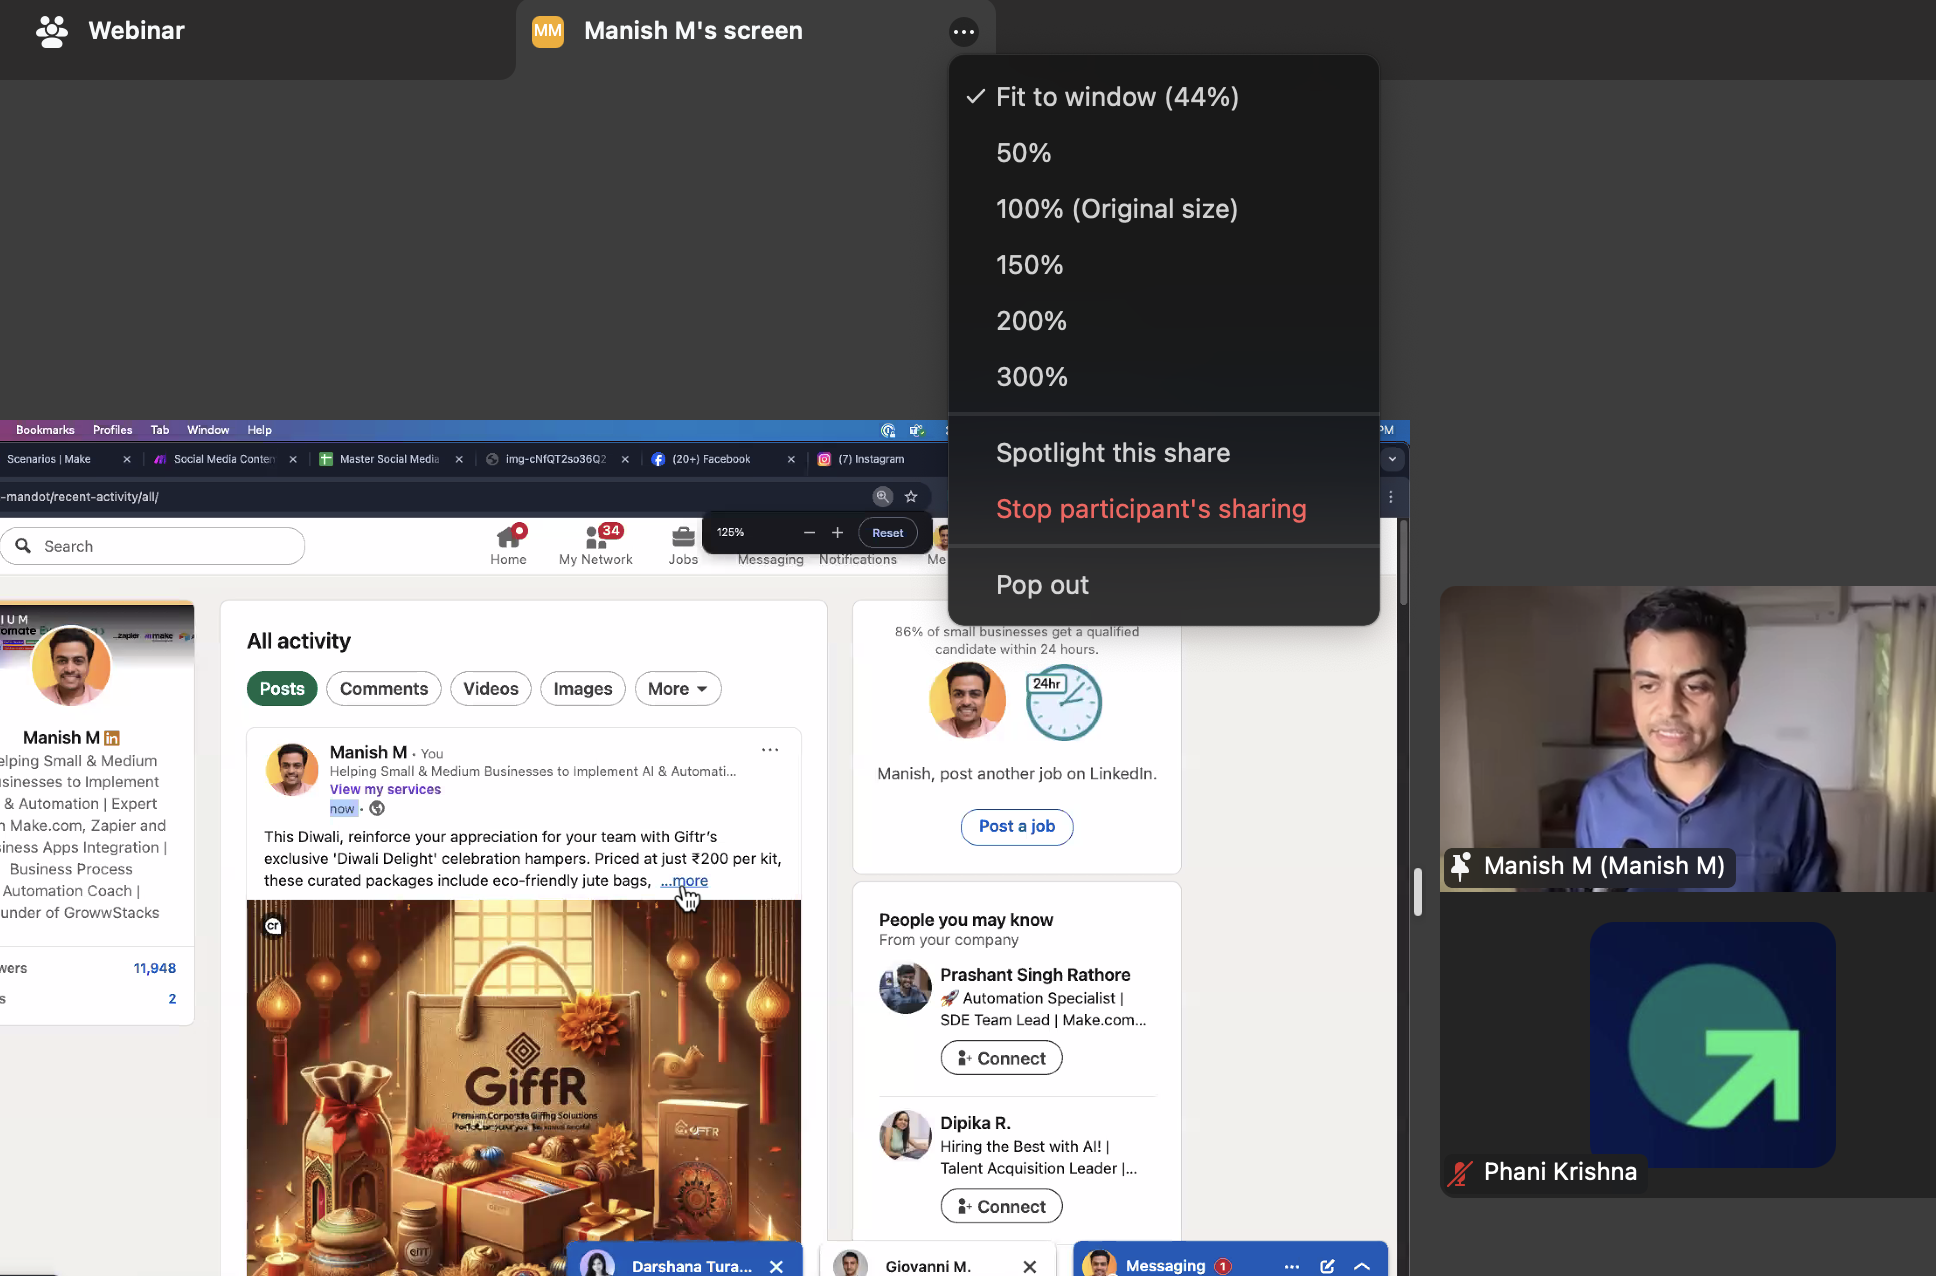 Webinar
MM
Manish M's screen
Fit to window (44%)
50%
100% (Original size)
150%
200%
300%
Spotlight this share
Stop participant's sharing
Pop out
Bookmarks Profiles Tab Window Help
PM
Scenarios | Make
Social Media Conten
Master Social Media
img-cNfQT2so36Q2
(20+) Facebook
(7) Instagram
-mandot/recent-activity/all/
Search
Home
34
My Network
Jobs
Messaging
Notifications
Me
125%
Reset
IUM
omate
zapier
make
Manish M
elping Small & Medium
usinesses to Implement
& Automation | Expert
n Make.com, Zapier and
siness Apps Integration |
Business Process
Automation Coach |
under of GrowwStacks
wers 11,948
s 2
All activity
Posts
Comments
Videos
Images
More
Manish M • You
Helping Small & Medium Businesses to Implement AI & Automati...
View my services
now •
This Diwali, reinforce your appreciation for your team with Giftr's
exclusive 'Diwali Delight' celebration hampers. Priced at just ₹200 per kit,
these curated packages include eco-friendly jute bags, ...more
cr
GiffR
Premium Corporate Gifting Solutions
GIFFR
86% of small businesses get a qualified
candidate within 24 hours.
24hr
Manish, post another job on LinkedIn.
Post a job
People you may know
From your company
Prashant Singh Rathore
🚀 Automation Specialist |
SDE Team Lead | Make.com...
Connect
Dipika R.
Hiring the Best with AI! |
Talent Acquisition Leader |...
Connect
Darshana Tura...
Giovanni M.
Messaging 1
Manish M (Manish M)
Phani Krishna